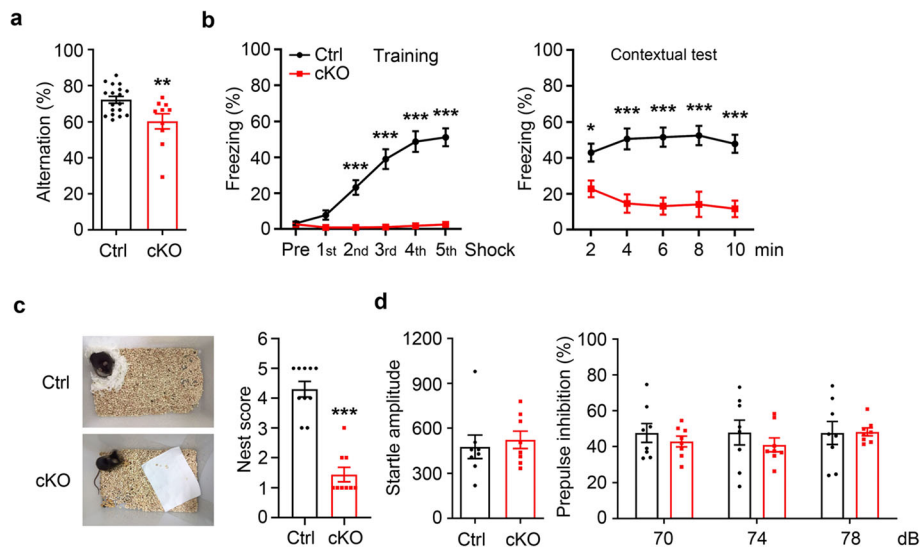 a
Alternation (%)
100
80
60
40
20
0
**
Ctrl cKO
b
Freezing (%)
100
80
60
40
20
0
Ctrl
cKO
Training
*** *** *** ***
Pre 1st 2nd 3rd 4th 5th Shock
Freezing (%)
100
80
60
40
20
0
Contextual test
* *** *** *** ***
2 4 6 8 10 min
c
Ctrl
cKO
Nest score
6
5
4
3
2
1
0
***
Ctrl cKO
d
Startle amplitude
1200
900
600
300
0
Ctrl cKO
Prepulse inhibition (%)
100
80
60
40
20
0
70 74 78 dB